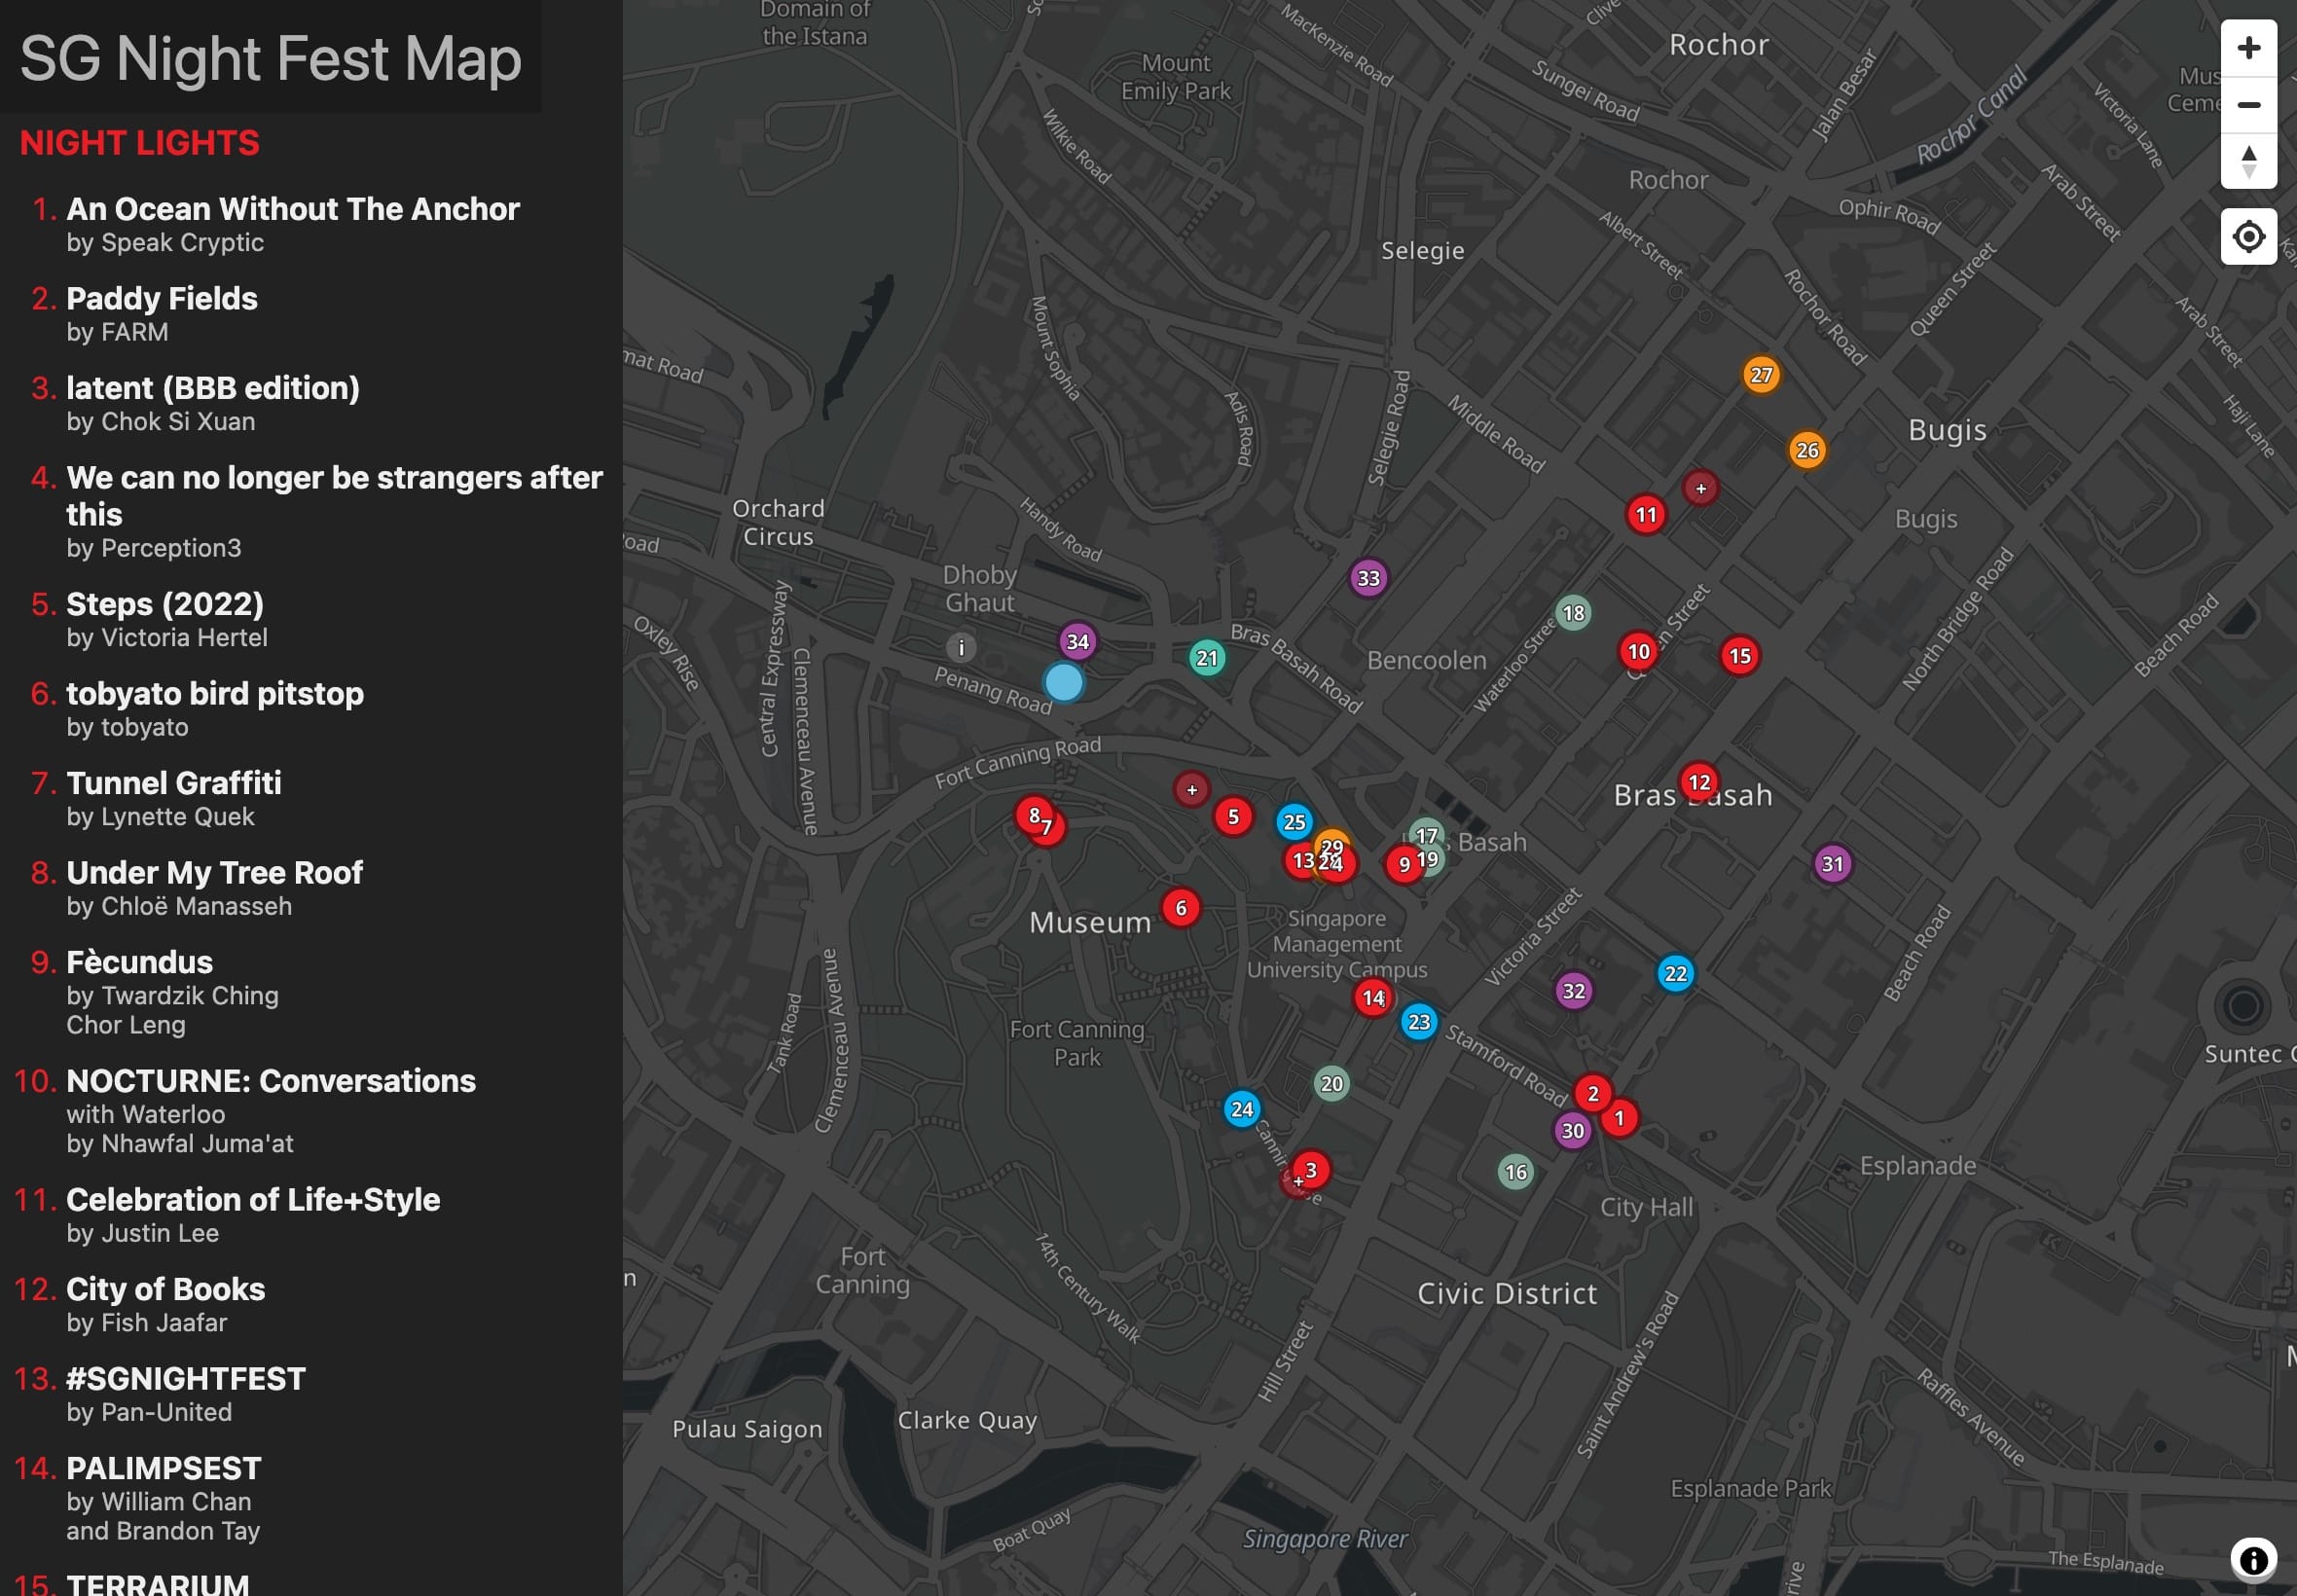 SG Night Fest Map
NIGHT LIGHTS
1. An Ocean Without The Anchor
by Speak Cryptic
2. Paddy Fields
by FARM
3. latent (BBB edition)
by Chok Si Xuan
4. We can no longer be strangers after
this
by Perception3
5. Steps (2022)
by Victoria Hertel
6. tobyato bird pitstop
by tobyato
7. Tunnel Graffiti
by Lynette Quek
8. Under My Tree Roof
by Chloë Manasseh
9. Fècundus
by Twardzik Ching
Chor Leng
10. NOCTURNE: Conversations
with Waterloo
by Nhawfal Juma'at
11. Celebration of Life+Style
by Justin Lee
12. City of Books
by Fish Jaafar
13. #SGNIGHTFEST
by Pan-United
14. PALIMPSEST
by William Chan
and Brandon Tay
15. TERRARIUM
Domain of
the Istana
Mount
Emily Park
MacKenzie Road
Rochor
Sungei Road
Jalan Besar
Rochor Canal
Victoria Lane
Wilkie Road
Rochor
Ophir Road
Arab Street
Albert Street
Selegie
Queen Street
Rochor Road
Arab Street
Mount Sophia
Adis Road
Selegie Road
Middle Road
27
Haji Lane
26
Bugis
+
11
Bugis
Orchard
Circus
Handy Road
Dhoby
Ghaut
33
18
North Bridge Road
Beach Road
Oxley Rise
Central Expressway
i
34
21
Bras Basah Road
Bencoolen
10
15
Clemenceau Avenue
Penang Road
Fort Canning Road
12
+
5
25
8
7
29
13
4
17
9
19
31
6
Museum
Singapore
Management
University Campus
Victoria Street
Beach Road
14
23
32
22
Tank Road
Clemenceau Avenue
Fort Canning
Park
Stamford Road
Suntec
20
24
2
1
30
3
+
16
Esplanade
City Hall
14th Century Walk
Fort
Canning
Civic District
Hill Street
Saint Andrew's Road
Raffles Avenue
Pulau Saigon
Clarke Quay
Esplanade Park
Boat Quay
Singapore River
The Esplanade